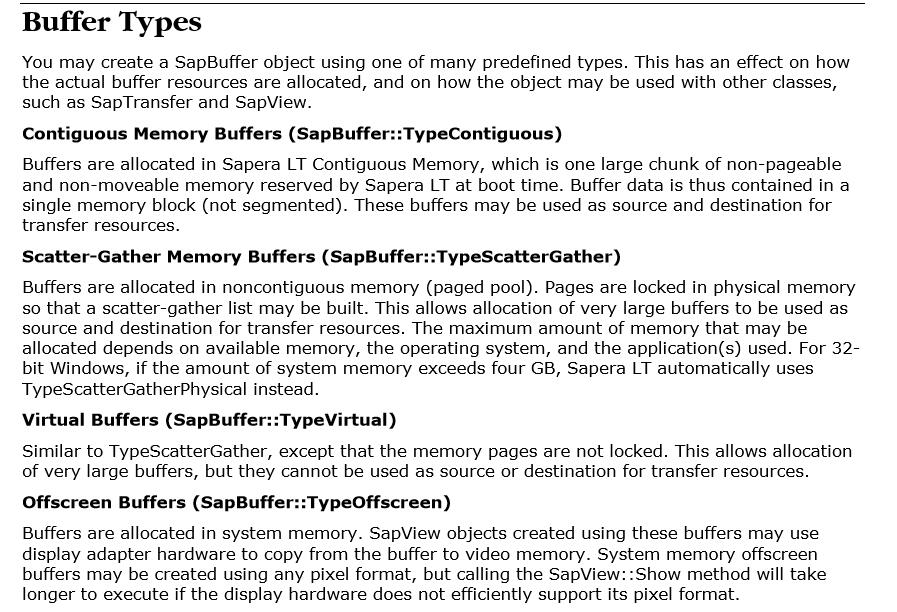 Buffer Types
You may create a SapBuffer object using one of many predefined types. This has an effect on how
the actual buffer resources are allocated, and on how the object may be used with other classes,
such as SapTransfer and SapView.
Contiguous Memory Buffers (SapBuffer::TypeContiguous)
Buffers are allocated in Sapera LT Contiguous Memory, which is one large chunk of non-pageable
and non-moveable memory reserved by Sapera LT at boot time. Buffer data is thus contained in a
single memory block (not segmented). These buffers may be used as source and destination for
transfer resources.
Scatter-Gather Memory Buffers (SapBuffer::TypeScatterGather)
Buffers are allocated in noncontiguous memory (paged pool). Pages are locked in physical memory
so that a scatter-gather list may be built. This allows allocation of very large buffers to be used as
source and destination for transfer resources. The maximum amount of memory that may be
allocated depends on available memory, the operating system, and the application(s) used. For 32-
bit Windows, if the amount of system memory exceeds four GB, Sapera LT automatically uses
TypeScatterGatherPhysical instead.
Virtual Buffers (SapBuffer::TypeVirtual)
Similar to TypeScatterGather, except that the memory pages are not locked. This allows allocation
of very large buffers, but they cannot be used as source or destination for transfer resources.
Offscreen Buffers (SapBuffer::TypeOffscreen)
Buffers are allocated in system memory. SapView objects created using these buffers may use
display adapter hardware to copy from the buffer to video memory. System memory offscreen
buffers may be created using any pixel format, but calling the SapView::Show method will take
longer to execute if the display hardware does not efficiently support its pixel format.